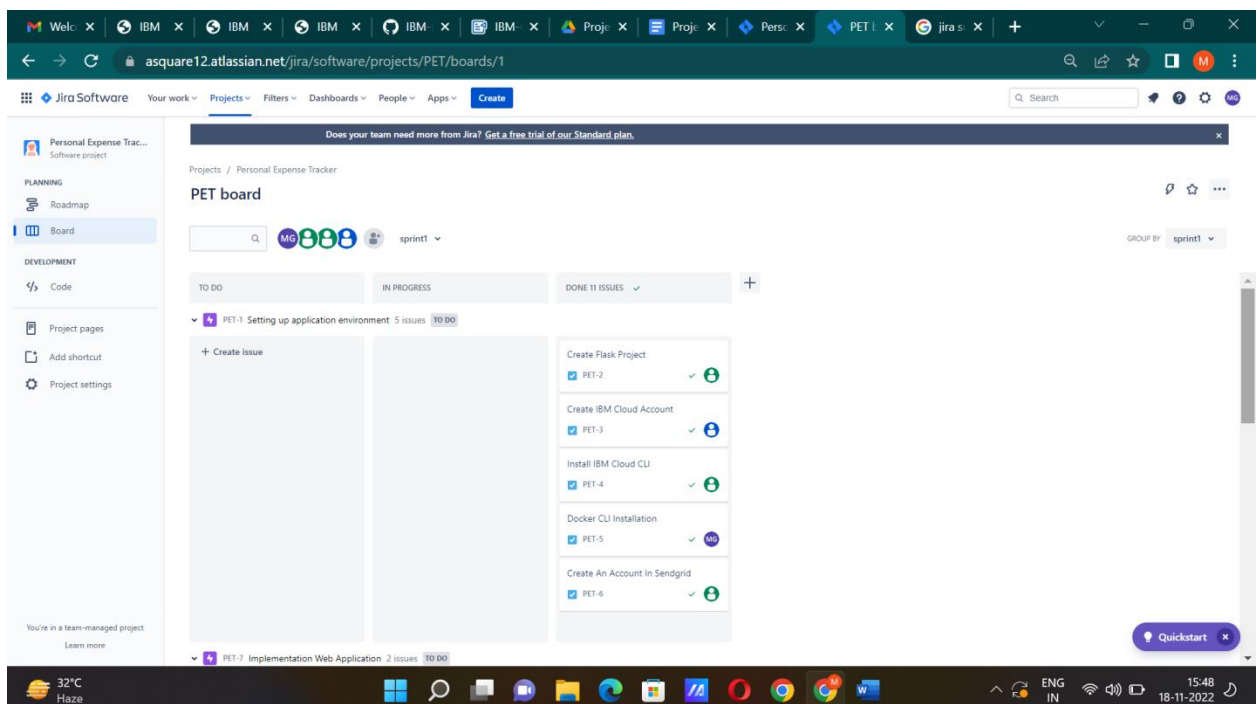 Welc IBM IBM IBM IBM- IBM- Proje Proje Persc PET b jira s
asquare12.atlassian.net/jira/software/projects/PET/boards/1 M
Jira Software Your work Projects Filters Dashboards People Apps Create Search MG
Personal Expense Trac...
Software project
Does your team need more from Jira? Get a free trial of our Standard plan.
PLANNING
Roadmap
Board
DEVELOPMENT
Code
Project pages
Add shortcut
Project settings
You're in a team-managed project
Learn more
Projects / Personal Expense Tracker
PET board
MG sprint1 GROUP BY sprint1
TO DO IN PROGRESS DONE 11 ISSUES
PET-1 Setting up application environment 5 issues TO DO
+ Create issue
Create Flask Project
PET-2
Create IBM Cloud Account
PET-3
Install IBM Cloud CLI
PET-4
Docker CLI Installation
PET-5 MG
Create An Account In Sendgrid
PET-6
Quickstart
PET-7 Implementation Web Application 2 issues TO DO
32°C
Haze
ENG
IN
15:48
18-11-2022